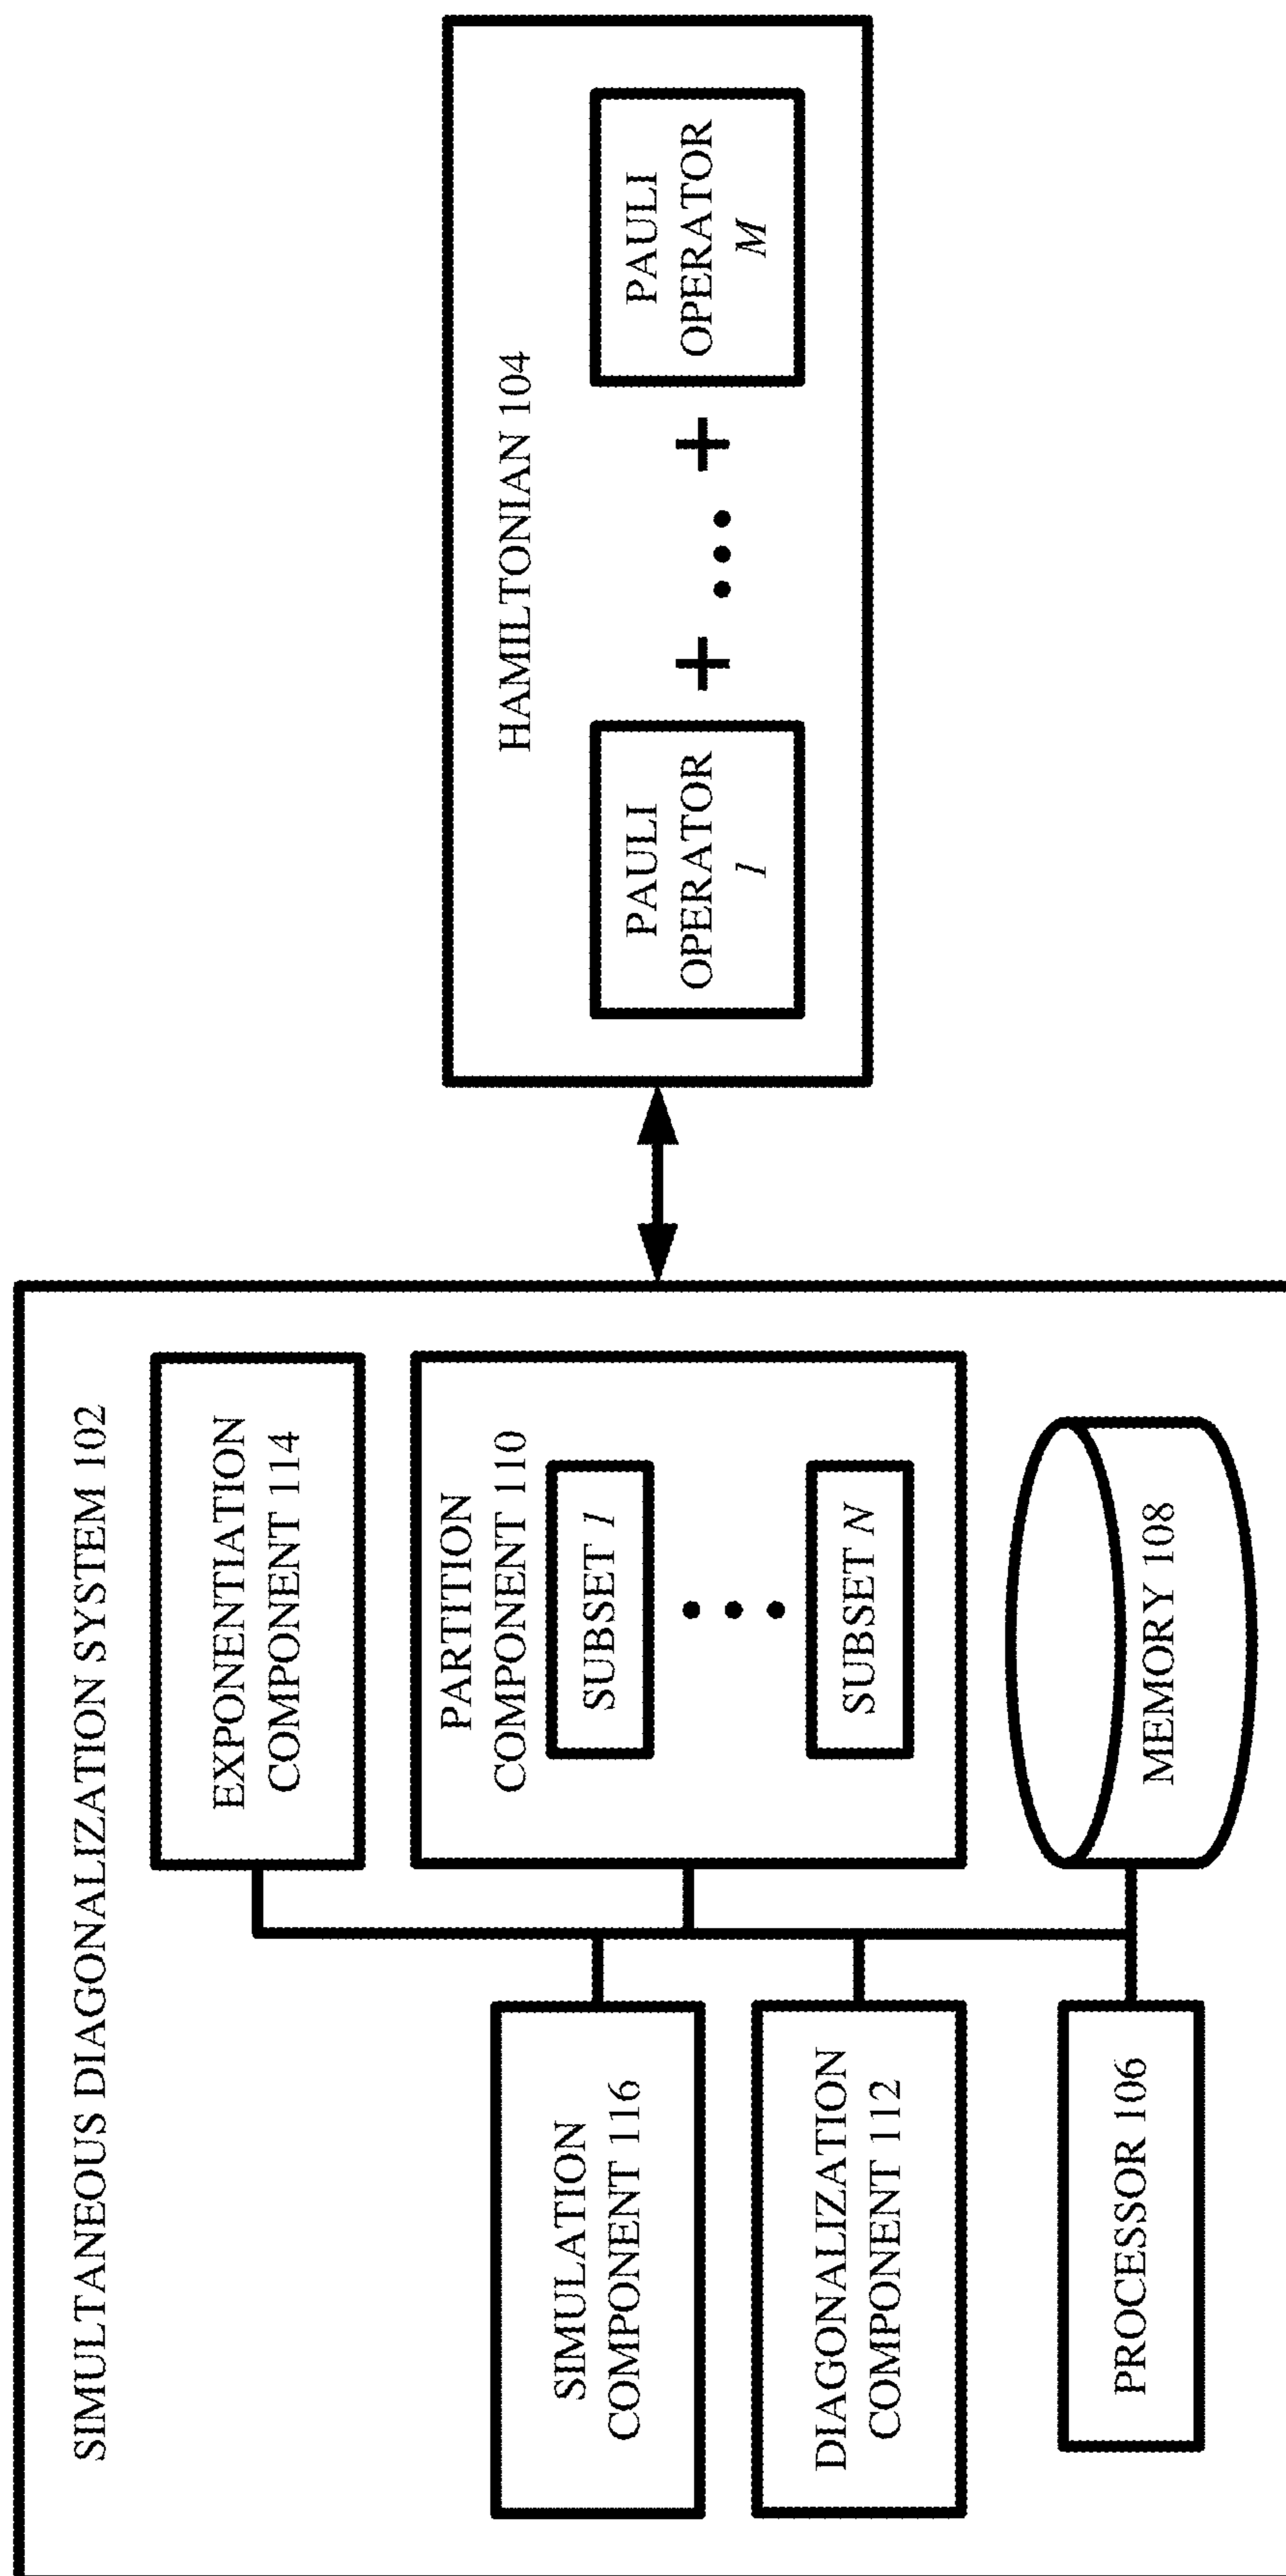 SIMULTANEOUS DIAGONALIZATION SYSTEM 102
SIMULATION
COMPONENT 116
EXPONENTIATION
COMPONENT 114
DIAGONALIZATION
COMPONENT 112
PARTITION
COMPONENT 110
SUBSET 1
SUBSET N
PROCESSOR 106
MEMORY 108
HAMILTONIAN 104
PAULI
OPERATOR
1
+
+
PAULI
OPERATOR
M